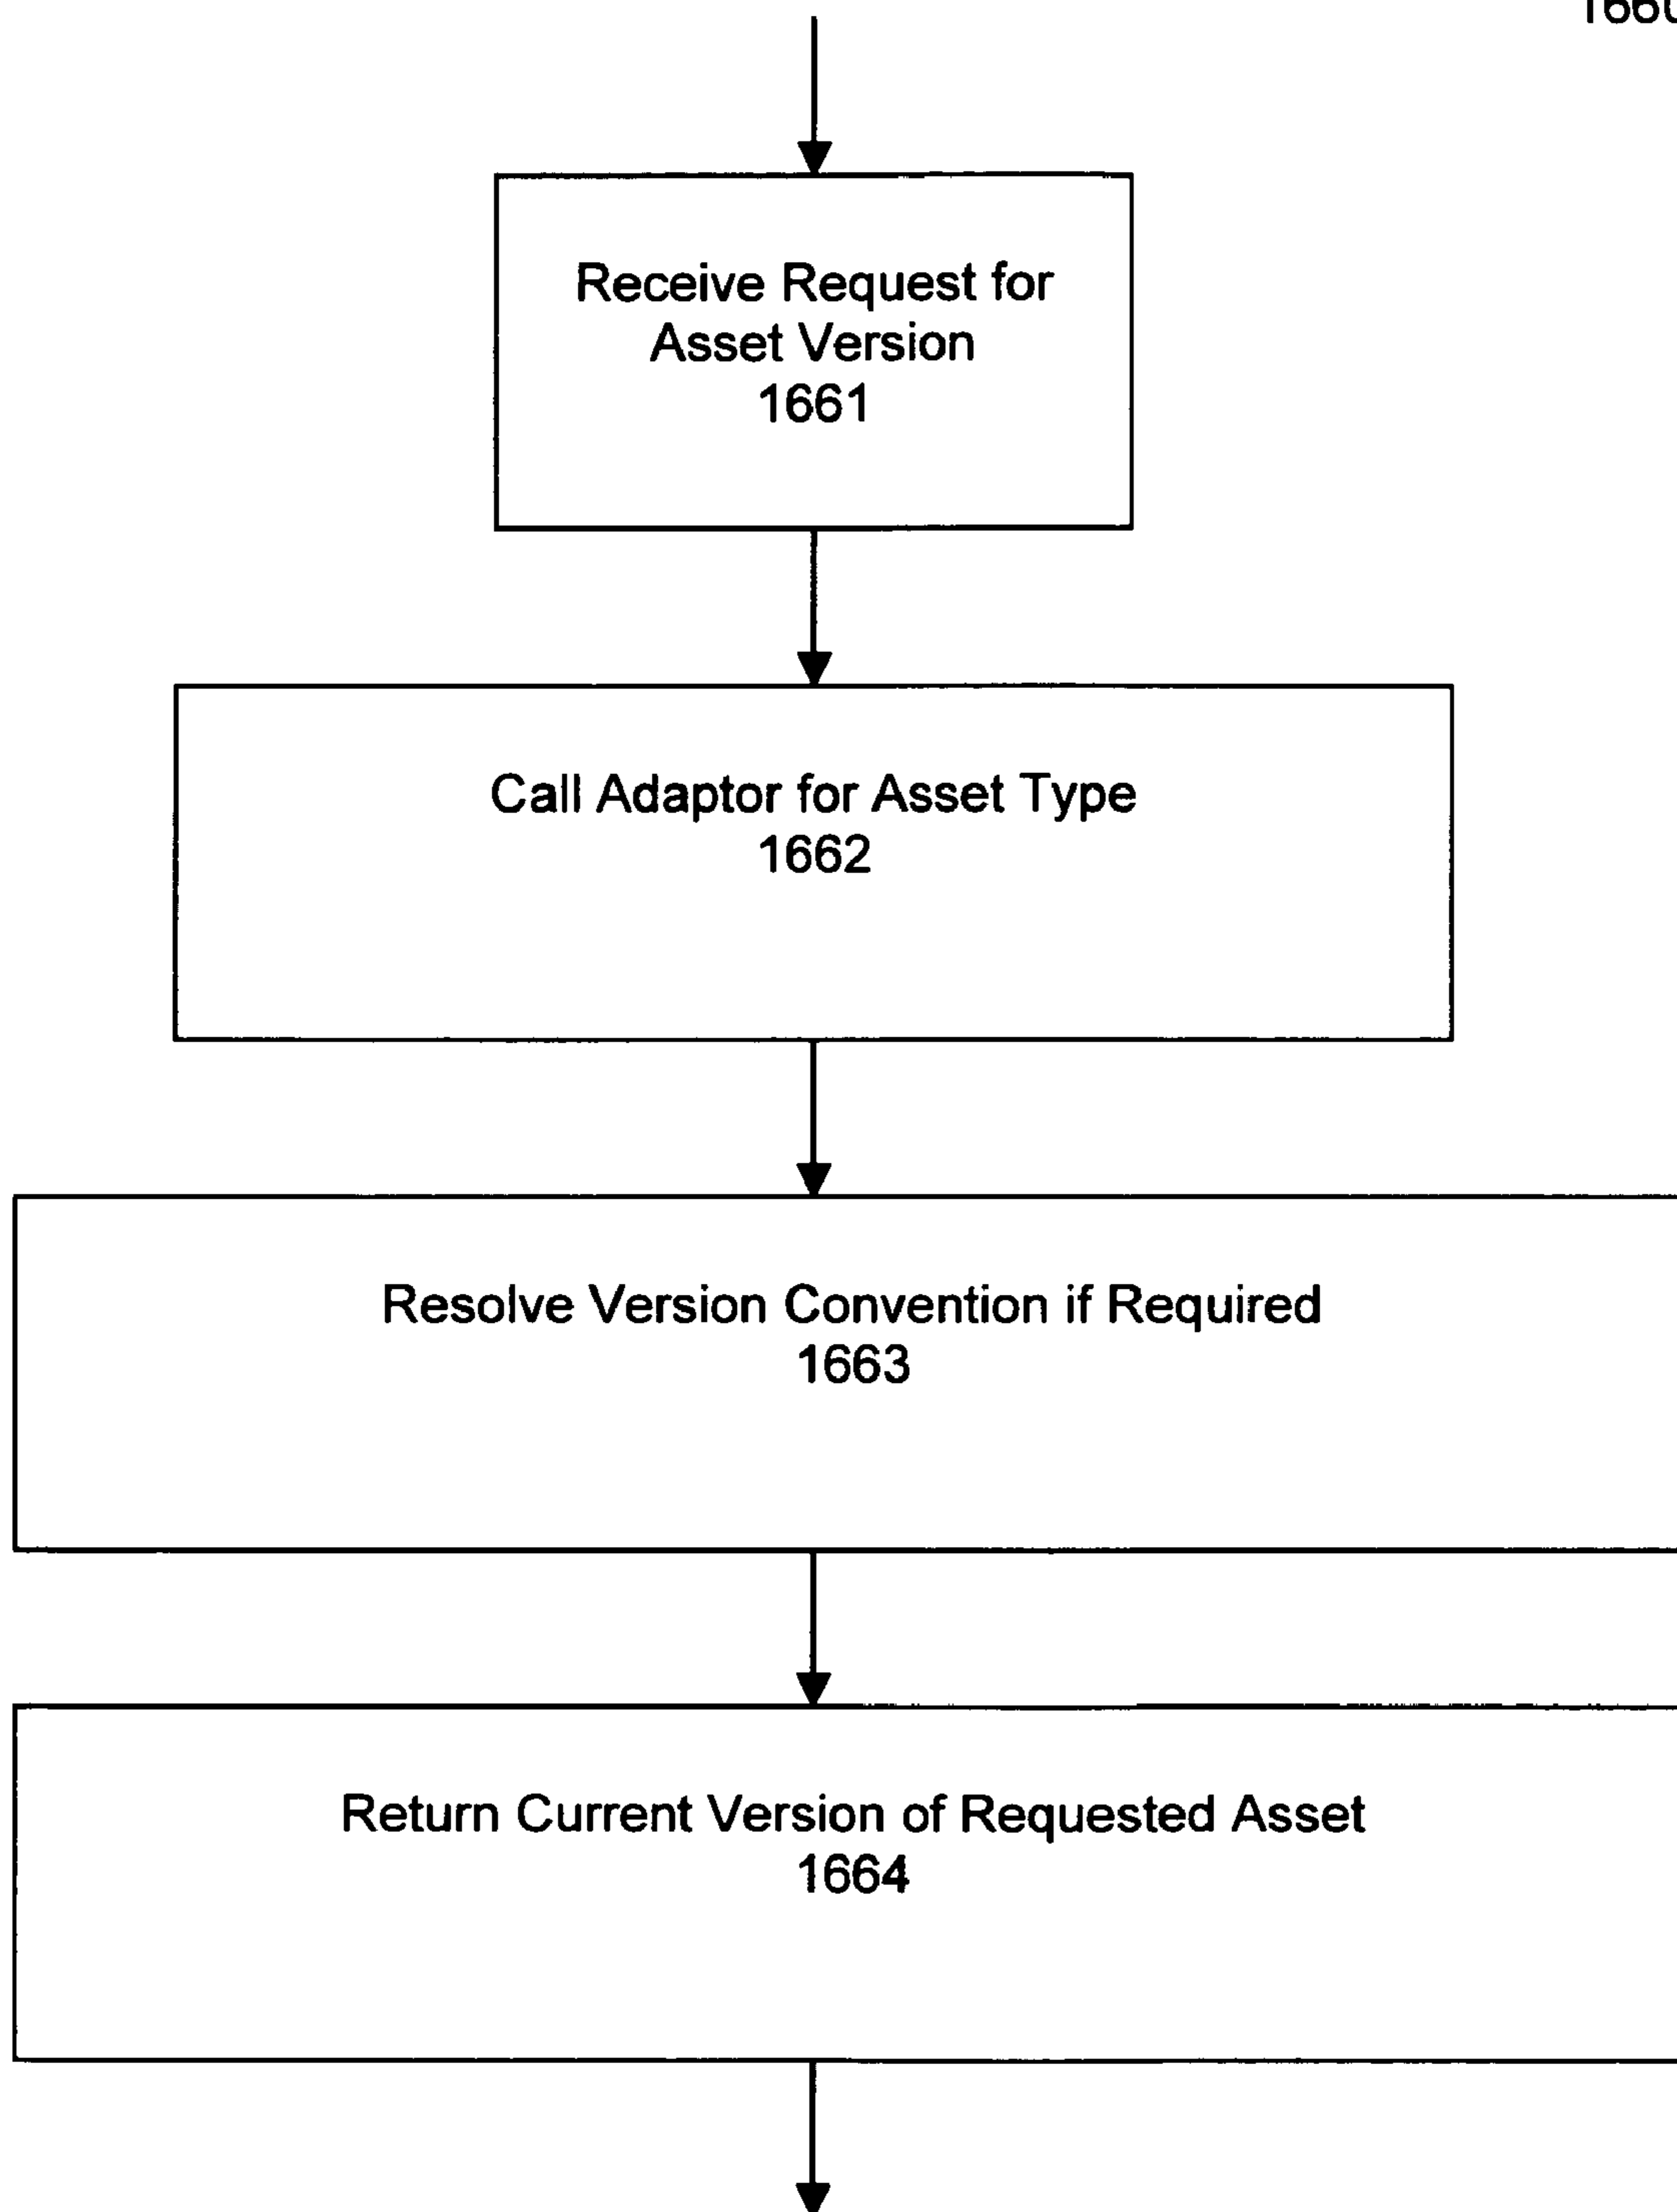 1660
Receive Request for
Asset Version
1661
Call Adaptor for Asset Type
1662
Resolve Version Convention if Required
1663
Return Current Version of Requested Asset
1664